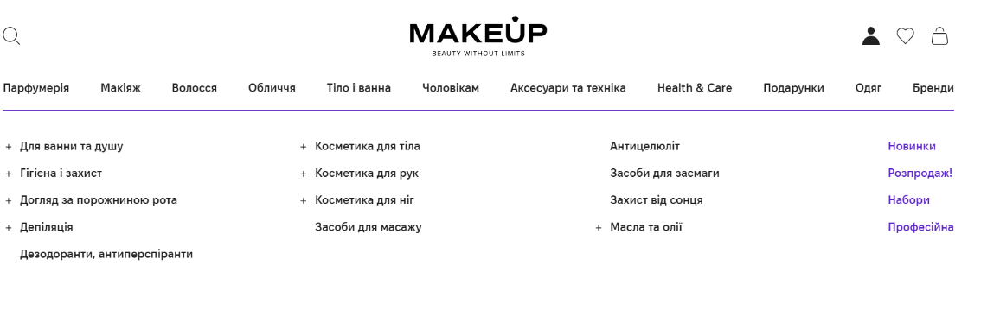 MAKEUP
BEAUTY WITHOUT LIMITS
Парфумерія Макіяж Волосся Обличчя Тіло і ванна Чоловікам Аксесуари та техніка Health & Care Подарунки Одяг Бренди
+ Для ванни та душу
+ Гігієна і захист
+ Догляд за порожниною рота
+ Депіляція
Дезодоранти, антиперспіранти
+ Косметика для тіла
+ Косметика для рук
+ Косметика для ніг
Засоби для масажу
Антицелюліт
Засоби для засмаги
Захист від сонця
+ Масла та олії
Новинки
Розпродаж!
Набори
Професійна